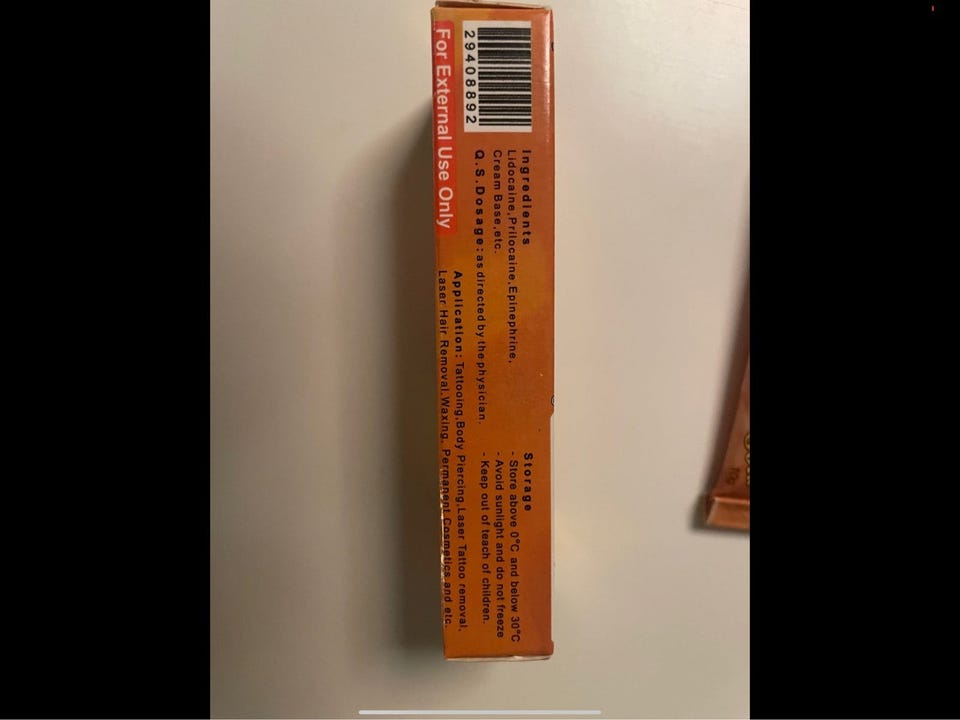 29408892
For External Use Only
Ingredients
Lidocaine,Prilocaine,Epinephrine,
Cream Base,etc.
Q.S.Dosage: as directed by the physician.
Application: Tattooing,Body Piercing,Laser Tattoo removal,
Laser Hair Removal,Waxing, Permanent Cosmetics and etc.
Storage
- Store above 0°C and below 30°C
- Avoid sunlight and do not freeze
- Keep out of teach of children.
10g